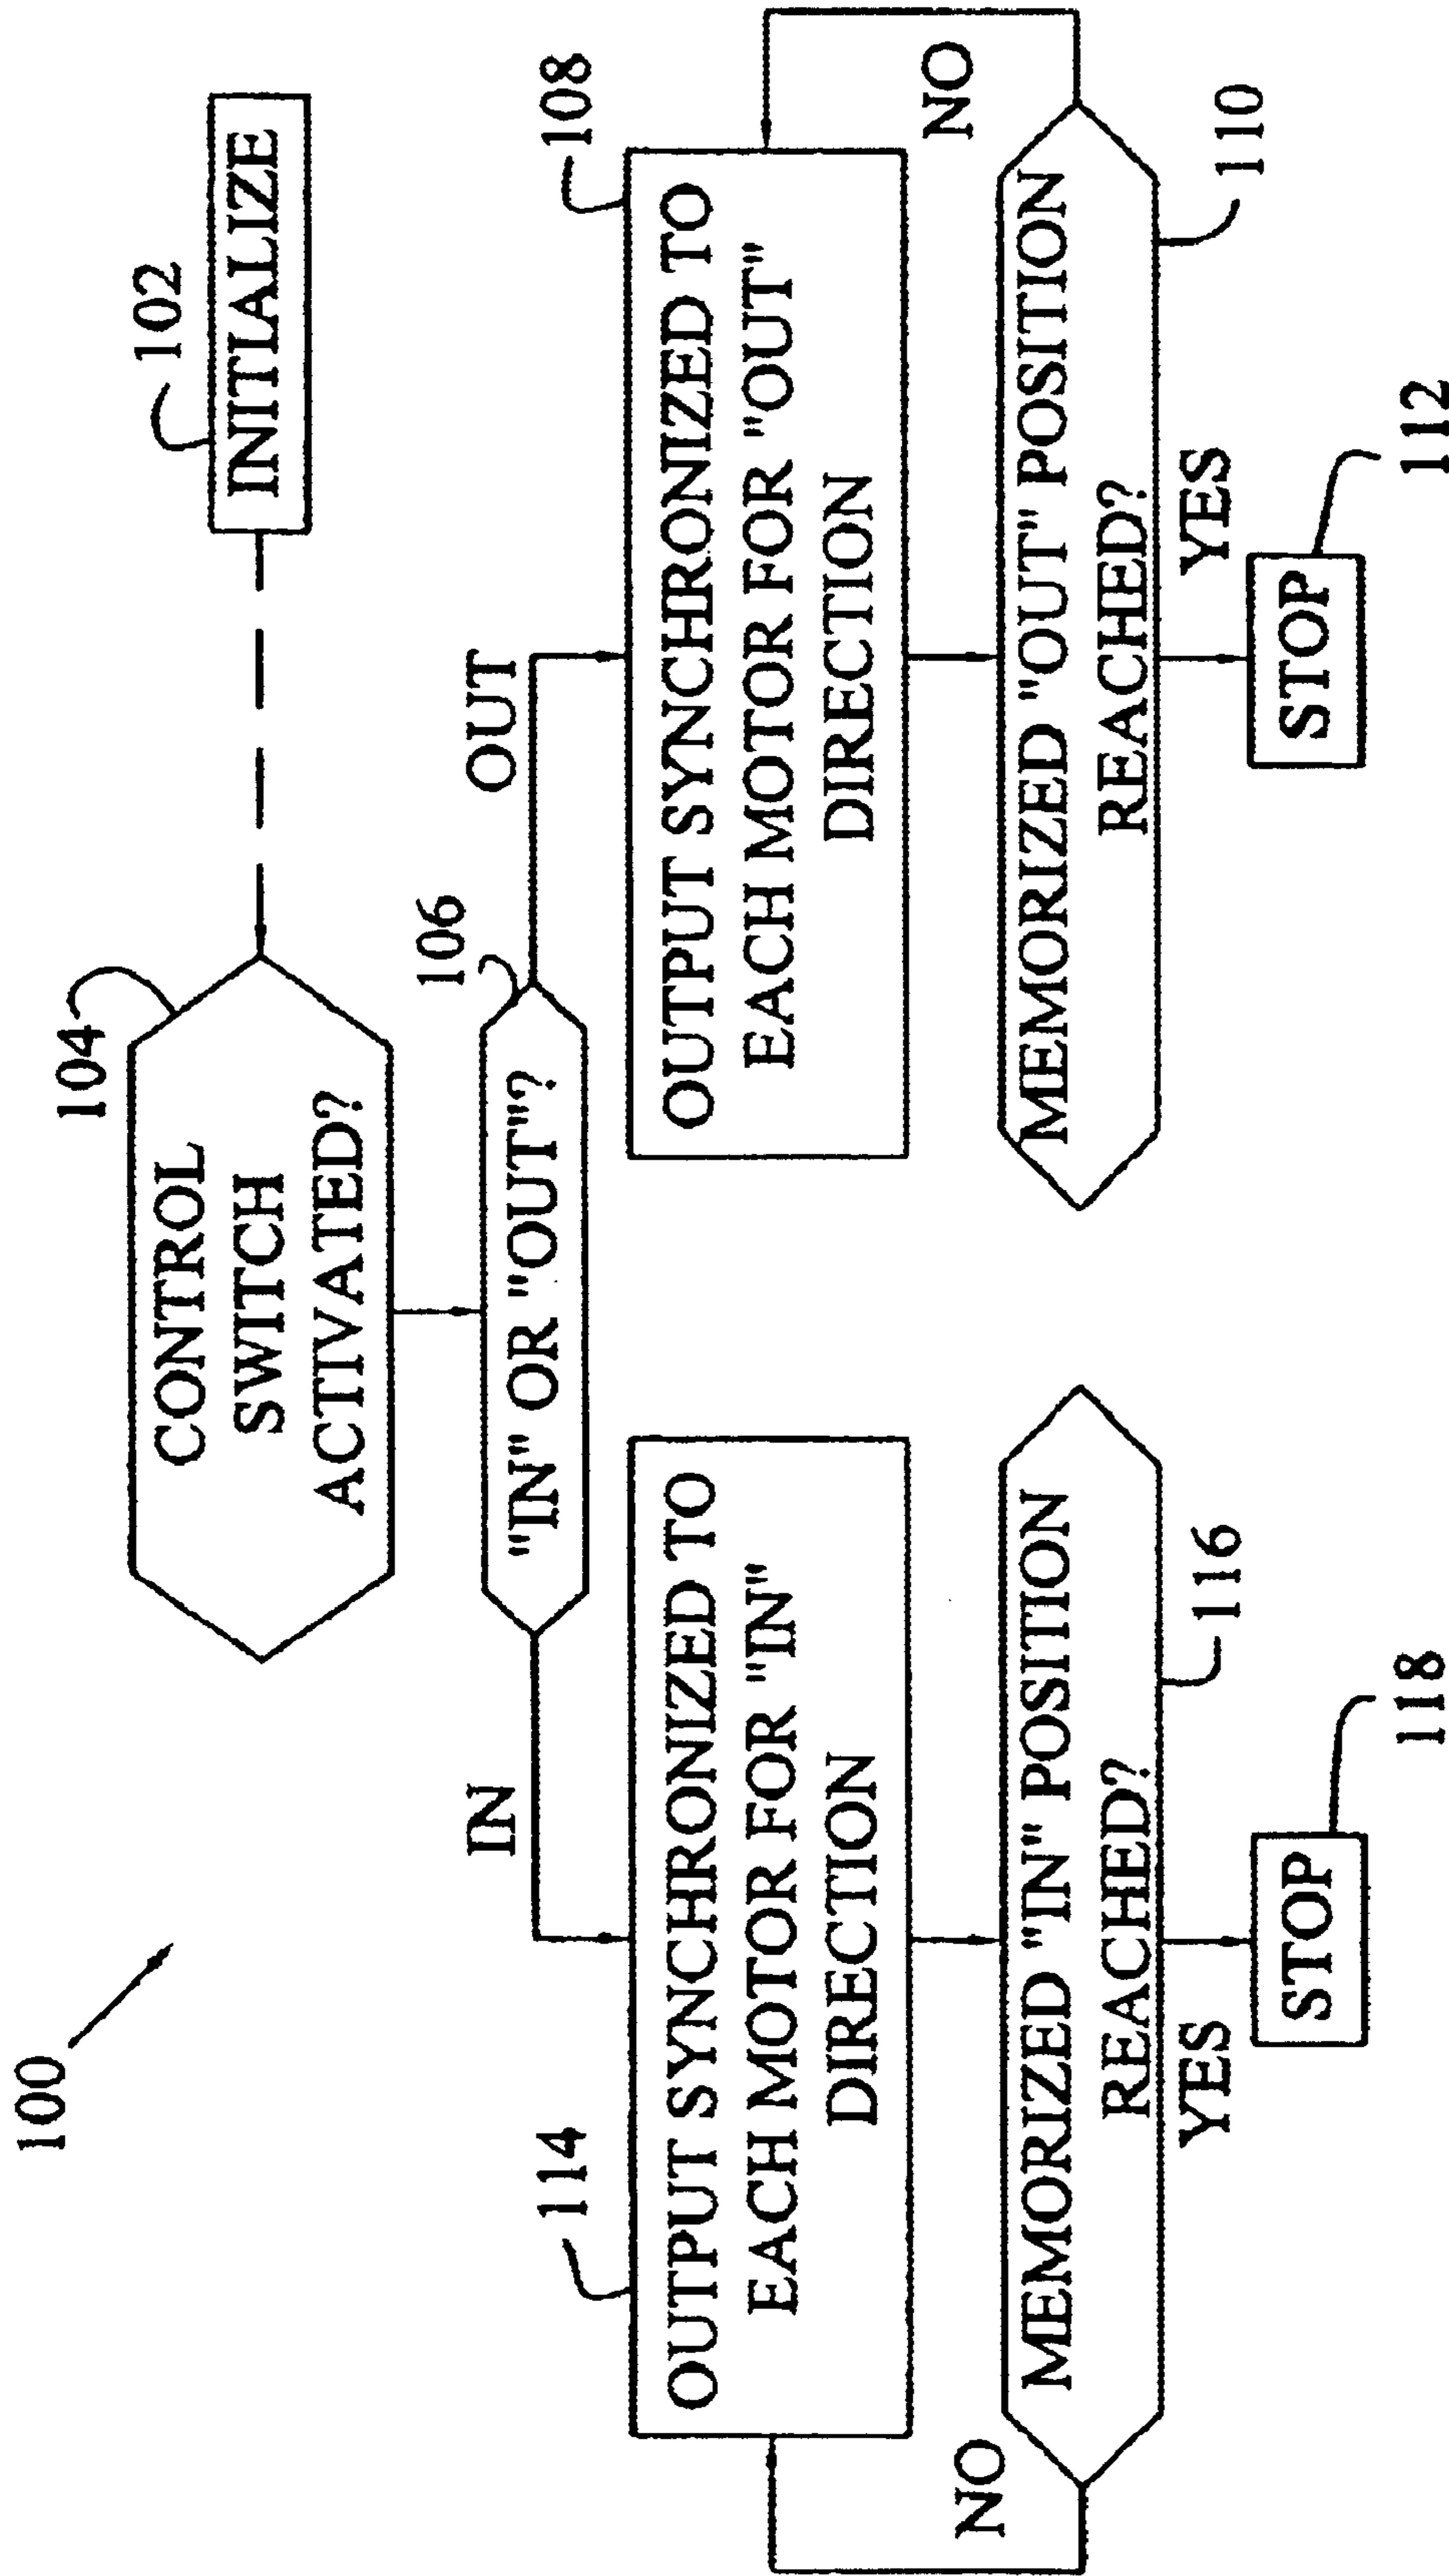 100
104
CONTROL
SWITCH
ACTIVATED?
102
INITIALIZE
106
"IN" OR "OUT"?
IN
OUT
114
OUTPUT SYNCHRONIZED TO
EACH MOTOR FOR "IN"
DIRECTION
108
OUTPUT SYNCHRONIZED TO
EACH MOTOR FOR "OUT"
DIRECTION
NO
MEMORIZED "IN" POSITION
REACHED?
116
YES
STOP
118
NO
MEMORIZED "OUT" POSITION
REACHED?
110
YES
STOP
112